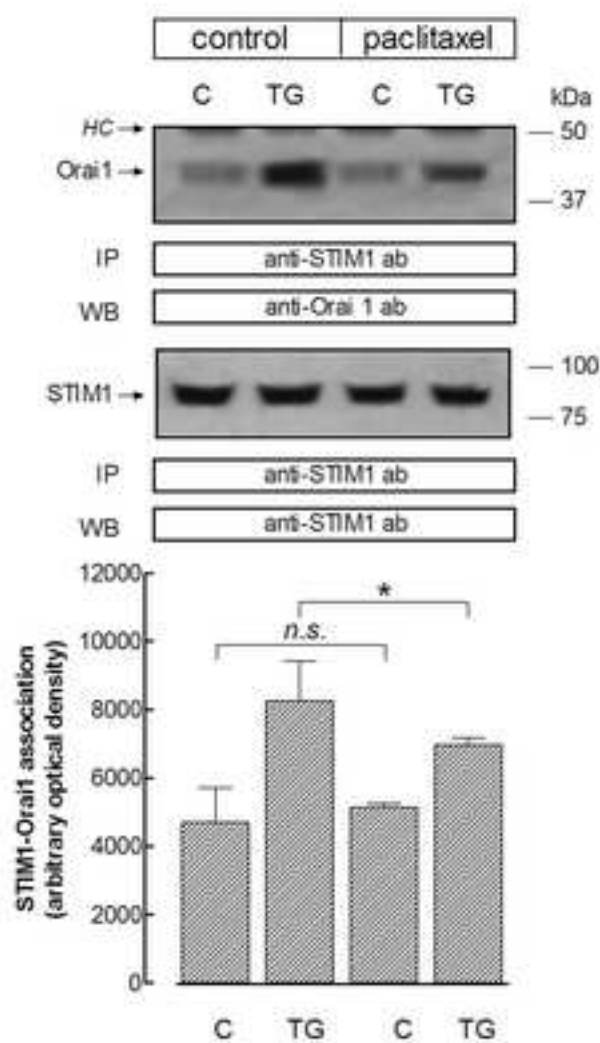 control paclitaxel
C TG C TG kDa
HC → — 50
Orai1 →
— 37
IP anti-STIM1 ab
WB anti-Orai 1 ab
— 100
STIM1 →
— 75
IP anti-STIM1 ab
WB anti-STIM1 ab
12000
*
n.s.
10000
8000
6000
4000
2000
0
STIM1-Orai1 association
(arbitrary optical density)
C TG C TG